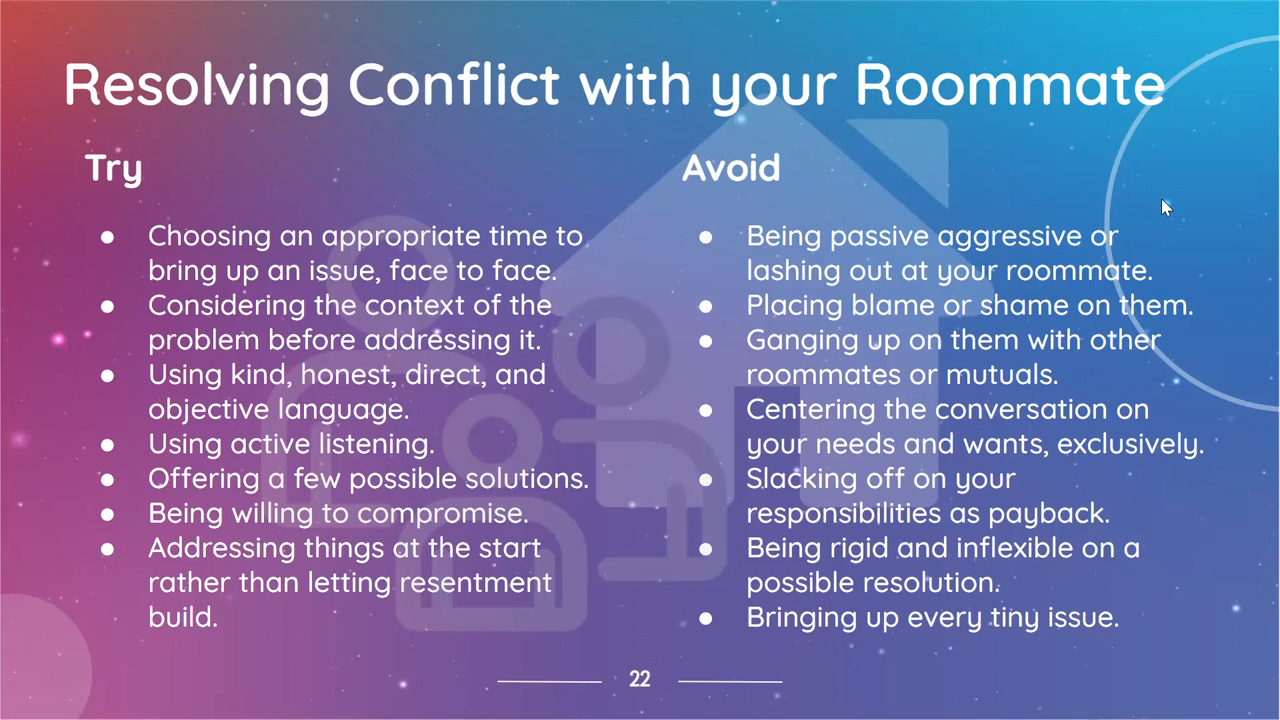 Resolving Conflict with your Roommate
Try
● Choosing an appropriate time to
bring up an issue, face to face.
● Considering the context of the
problem before addressing it.
● Using kind, honest, direct, and
objective language.
● Using active listening.
● Offering a few possible solutions.
● Being willing to compromise.
● Addressing things at the start
rather than letting resentment
build.
Avoid
● Being passive aggressive or
lashing out at your roommate.
● Placing blame or shame on them.
● Ganging up on them with other
roommates or mutuals.
● Centering the conversation on
your needs and wants, exclusively.
● Slacking off on your
responsibilities as payback.
● Being rigid and inflexible on a
possible resolution.
● Bringing up every tiny issue.
22